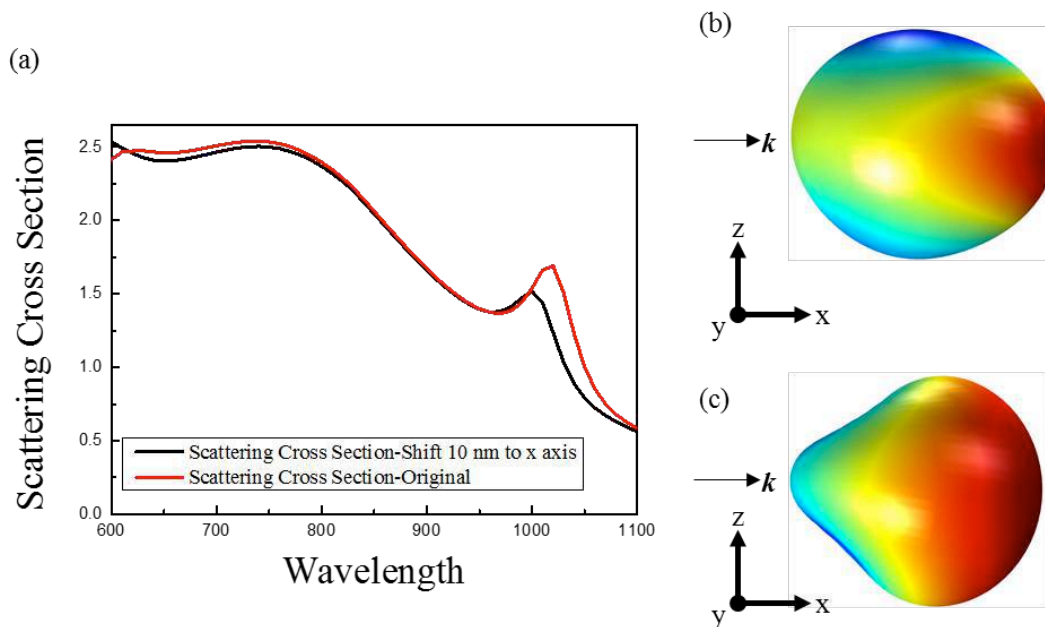 (a)
Scattering Cross Section
2.5
2.0
1.5
1.0
0.5
0.0
Scattering Cross Section-Shift 10 nm to x axis
Scattering Cross Section-Original
600
700
800
900
1000
1100
Wavelength
(b)
k
z
y
x
(c)
k
z
y
x